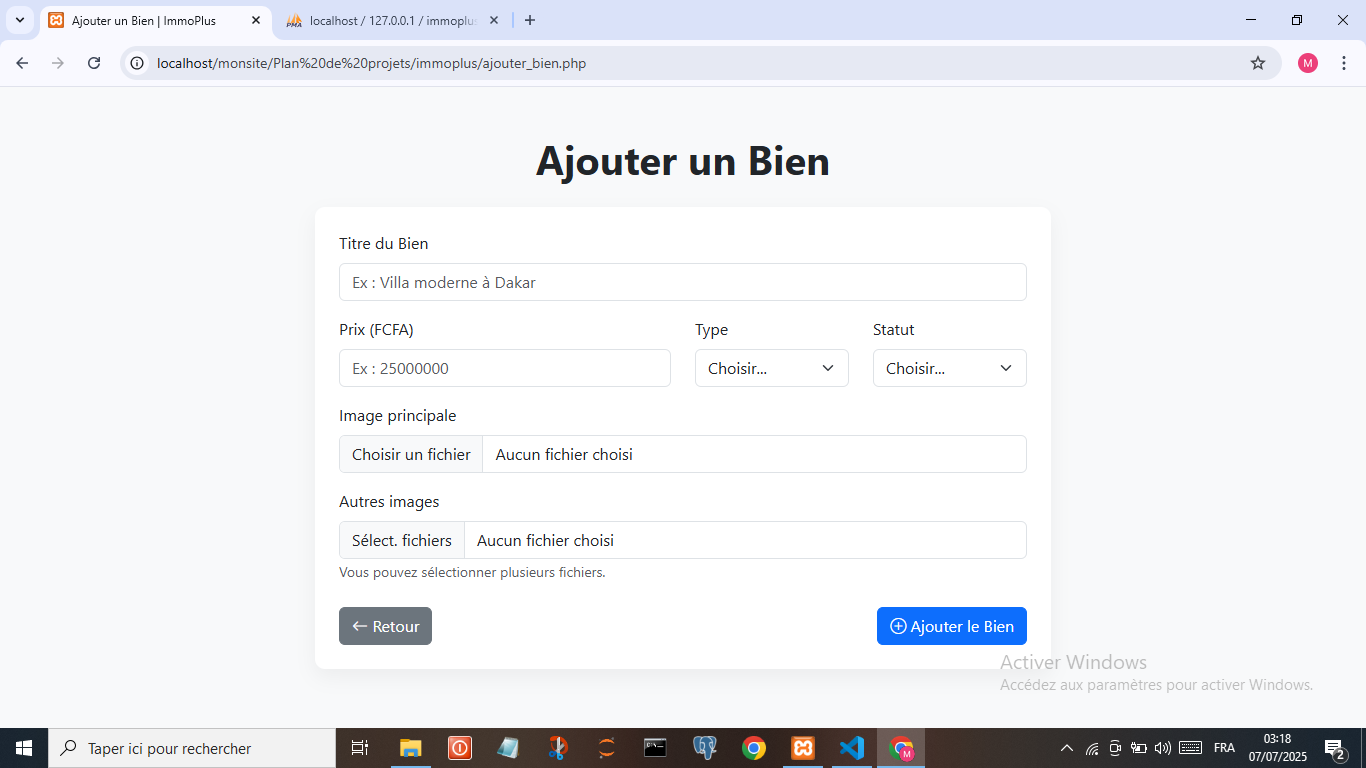 Ajouter un Bien | ImmoPlus
PMA localhost / 127.0.0.1 / immoplus
localhost/monsite/Plan%20de%20projets/immoplus/ajouter_bien.php
M
Ajouter un Bien
Titre du Bien
Ex : Villa moderne à Dakar
Prix (FCFA) Type Statut
Ex : 25000000 Choisir... Choisir...
Image principale
Choisir un fichier Aucun fichier choisi
Autres images
Sélect. fichiers Aucun fichier choisi
Vous pouvez sélectionner plusieurs fichiers.
← Retour Ajouter le Bien
Activer Windows
Accédez aux paramètres pour activer Windows.
Taper ici pour rechercher
M
FRA
03:18
07/07/2025
2